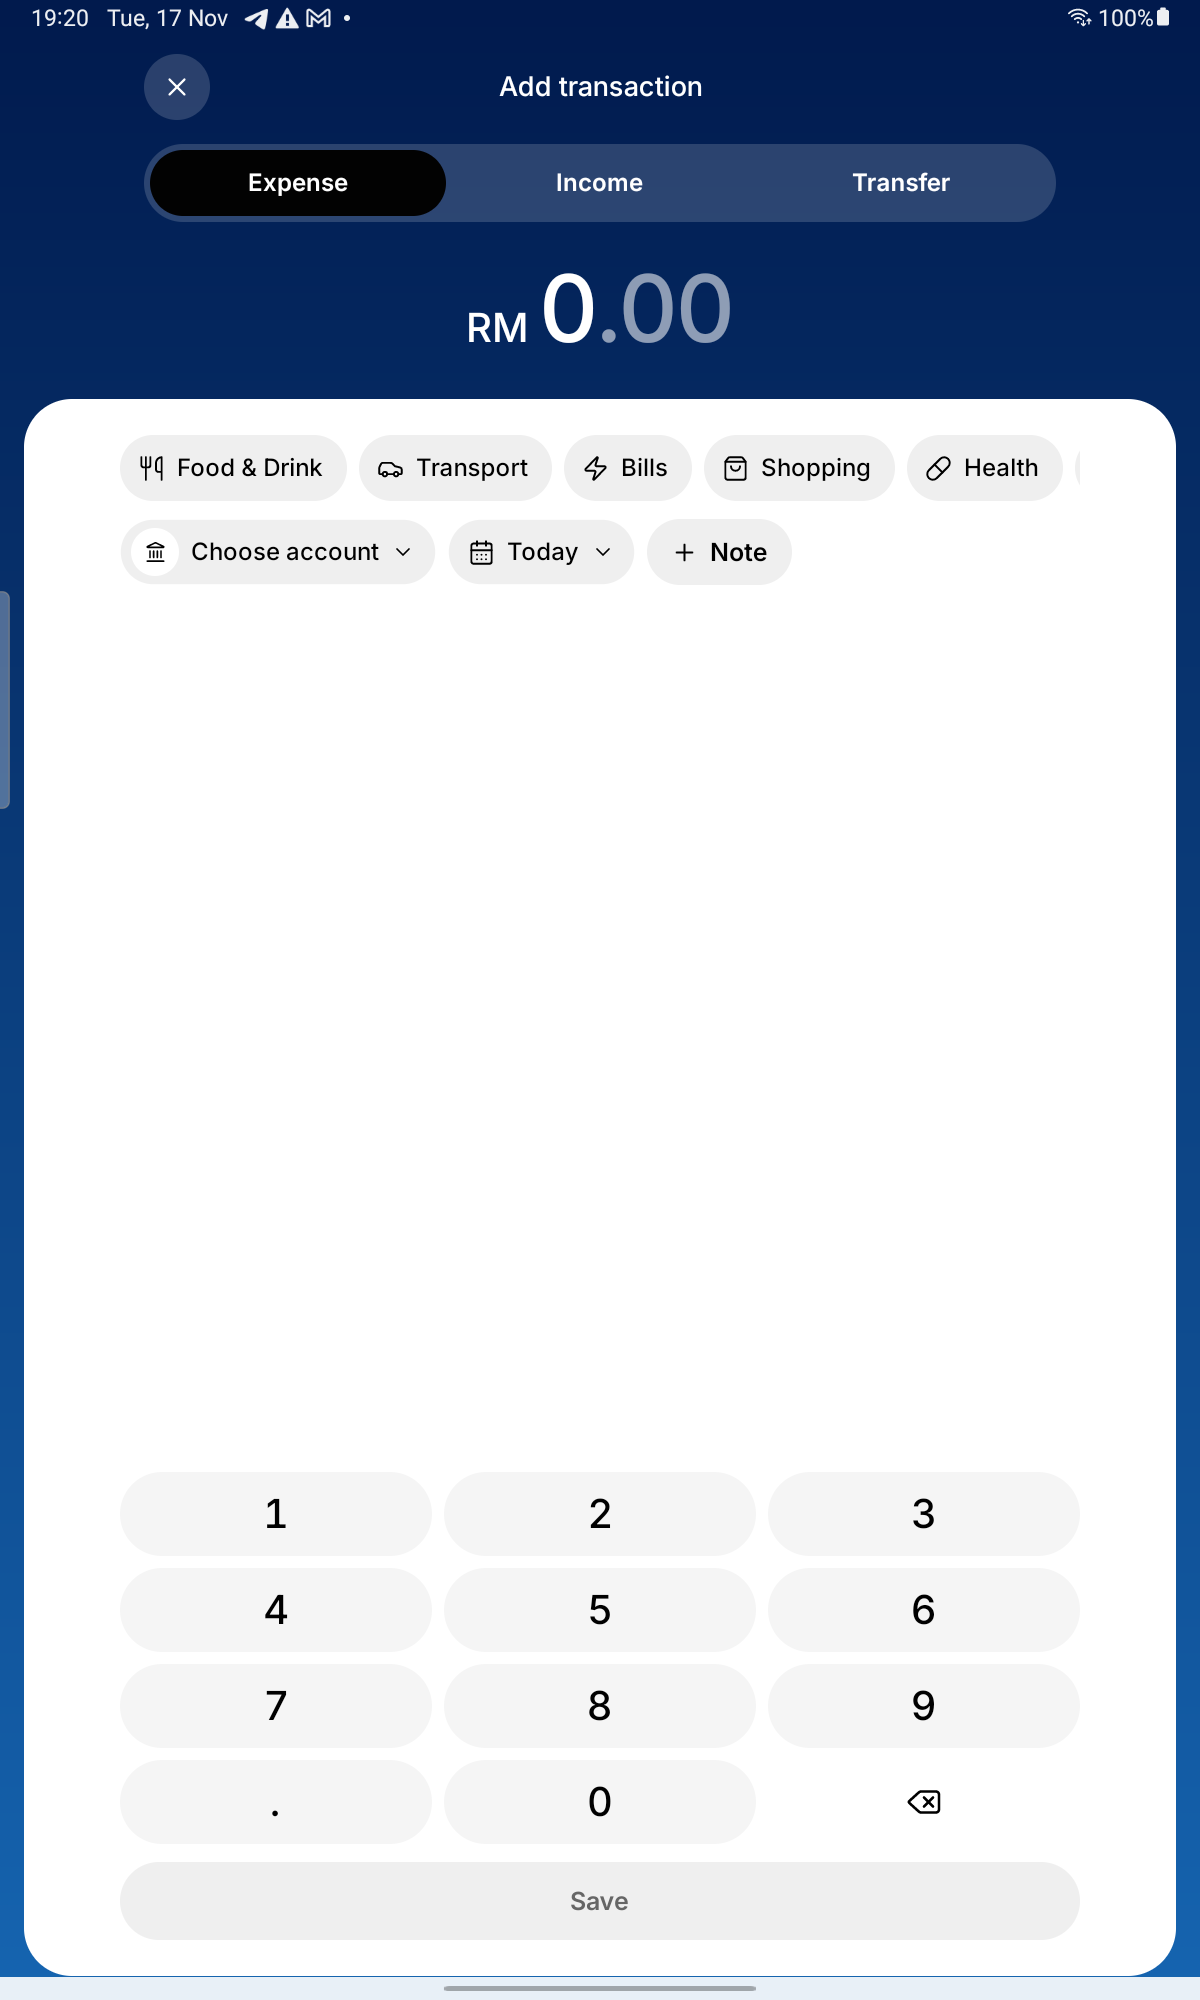 19:20 Tue, 17 Nov 100%
Add transaction
Expense Income Transfer
RM 0.00
Food & Drink Transport Bills Shopping Health
Choose account Today + Note
1 2 3
4 5 6
7 8 9
. 0
Save